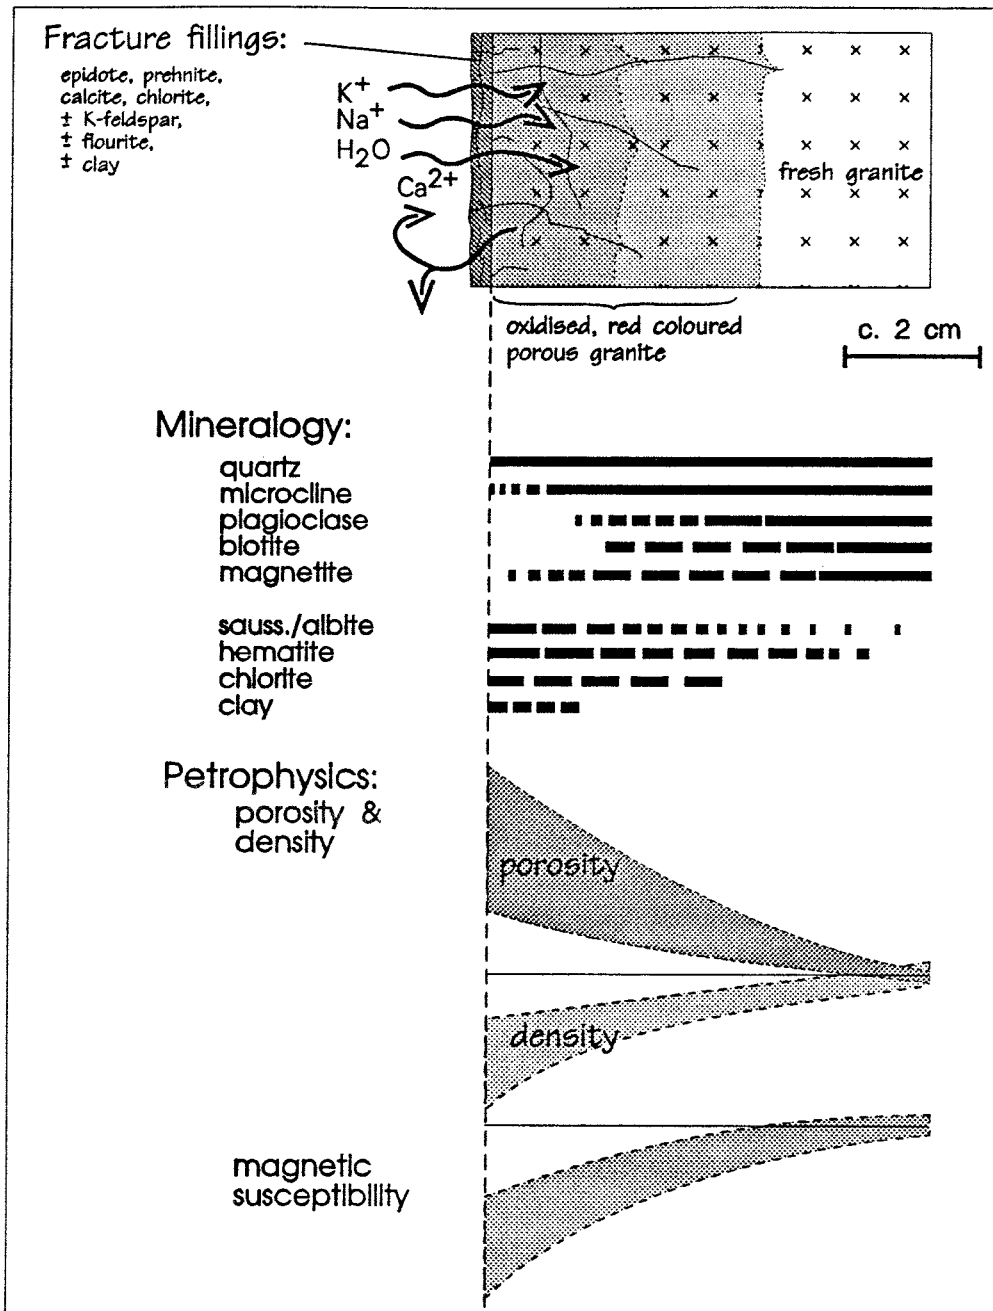 Fracture fillings:
epidote, prehnite,
calcite, chlorite,
± K-feldspar,
± flourite,
± clay
K+
Na+
H2O
Ca2+
fresh granite
oxidised, red coloured
porous granite
c. 2 cm
Mineralogy:
quartz
microcline
plagioclase
biotite
magnetite
sauss./albite
hematite
chlorite
clay
Petrophysics:
porosity &
density
porosity
density
magnetic
susceptibility